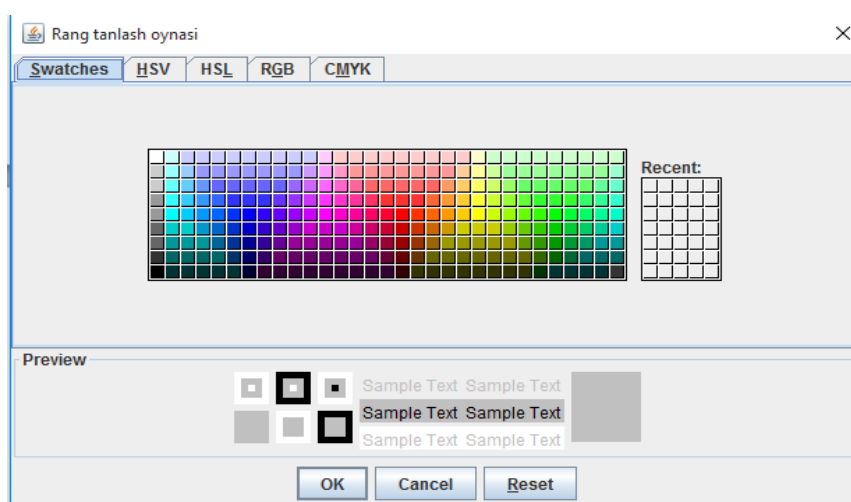 Rang tanlash oynasi
Swatches HSV HSL RGB CMYK
Recent:
Preview
Sample Text Sample Text
Sample Text Sample Text
Sample Text Sample Text
OK Cancel Reset